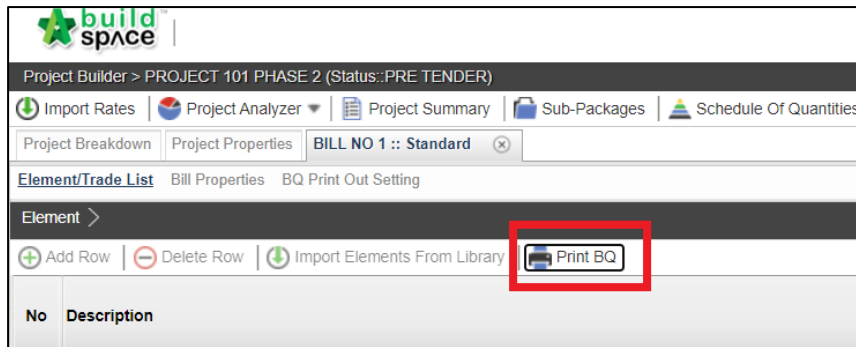 build
space
Project Builder > PROJECT 101 PHASE 2 (Status::PRE TENDER)
Import Rates Project Analyzer Project Summary Sub-Packages Schedule Of Quantities
Project Breakdown Project Properties BILL NO 1 :: Standard
Element/Trade List Bill Properties BQ Print Out Setting
Element >
Add Row Delete Row Import Elements From Library Print BQ
No Description